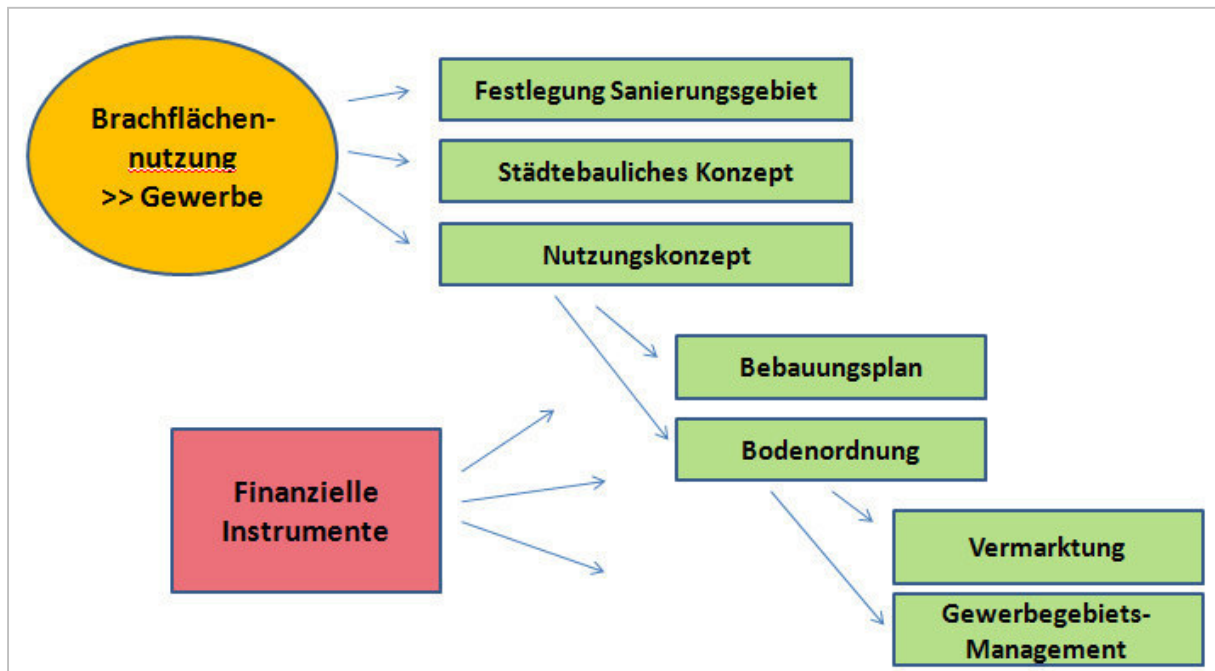 Brachflächen-
nutzung
>> Gewerbe
Festlegung Sanierungsgebiet
Städtebauliches Konzept
Nutzungskonzept
Bebauungsplan
Bodenordnung
Finanzielle
Instrumente
Vermarktung
Gewerbegebiets-
Management